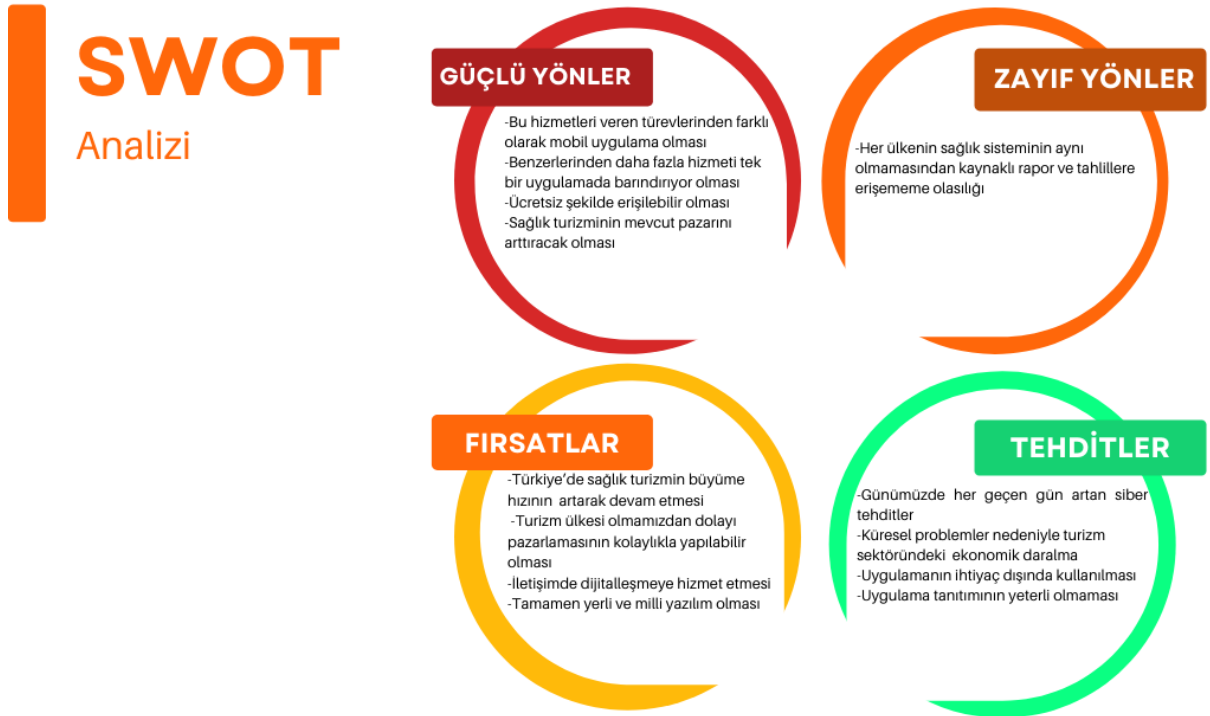 SWOT
Analizi
GÜÇLÜ YÖNLER
-Bu hizmetleri veren türevlerinden farklı
olarak mobil uygulama olması
-Benzerlerinden daha fazla hizmeti tek
bir uygulamada barındırıyor olması
-Ücretsiz şekilde erişilebilir olması
-Sağlık turizminin mevcut pazarını
arttıracak olması
ZAYIF YÖNLER
-Her ülkenin sağlık sisteminin aynı
olmamasından kaynaklı rapor ve tahlillere
erişememe olasılığı
FIRSATLAR
-Türkiye’de sağlık turizmin büyüme
hızının artarak devam etmesi
-Turizm ülkesi olmamızdan dolayı
pazarlamasının kolaylıkla yapılabilir
olması
-İletişimde dijitalleşmeye hizmet etmesi
-Tamamen yerli ve milli yazılım olması
TEHDİTLER
-Günümüzde her geçen gün artan siber
tehditler
-Küresel problemler nedeniyle turizm
sektöründeki ekonomik daralma
-Uygulamanın ihtiyaç dışında kullanılması
-Uygulama tanıtımının yeterli olmaması